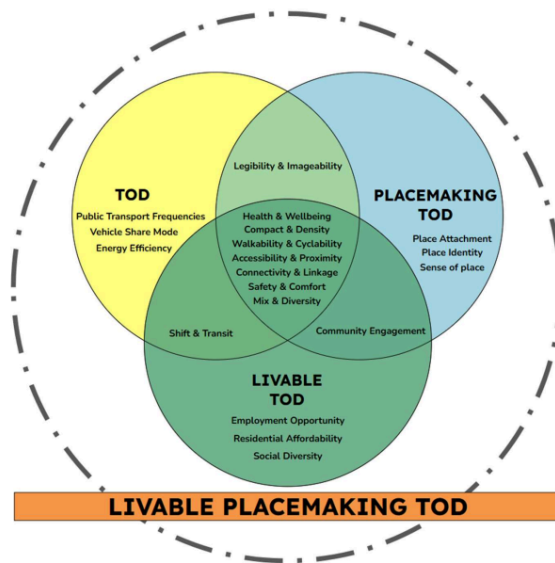 Legibility & Imageability
TOD
Public Transport Frequencies
Vehicle Share Mode
Energy Efficiency
PLACEMAKING
TOD
Place Attachment
Place Identity
Sense of place
Health & Wellbeing
Compact & Density
Walkability & Cyclability
Accessibility & Proximity
Connectivity & Linkage
Safety & Comfort
Mix & Diversity
Shift & Transit
Community Engagement
LIVABLE
TOD
Employment Opportunity
Residential Affordability
Social Diversity
LIVABLE PLACEMAKING TOD